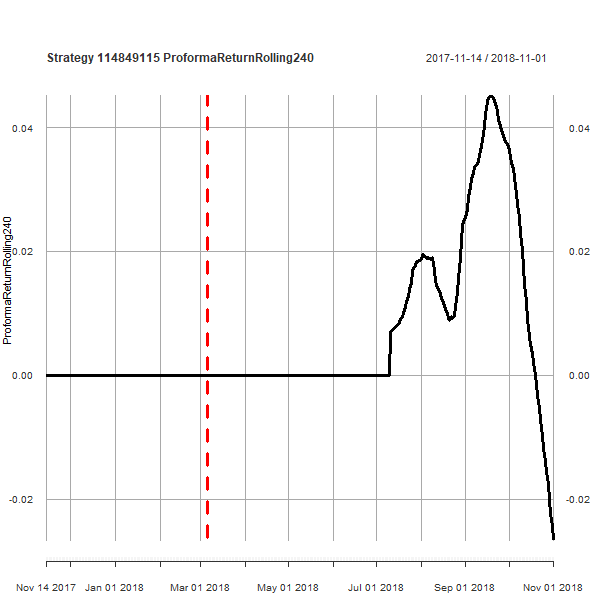 Strategy 114849115 ProformaReturnRolling240
2017-11-14 / 2018-11-01
ProformaReturnRolling240
0.04
0.04
0.02
0.02
0.00
0.00
-0.02
-0.02
Nov 14 2017
Jan 01 2018
Mar 01 2018
May 01 2018
Jul 01 2018
Sep 01 2018
Nov 01 2018